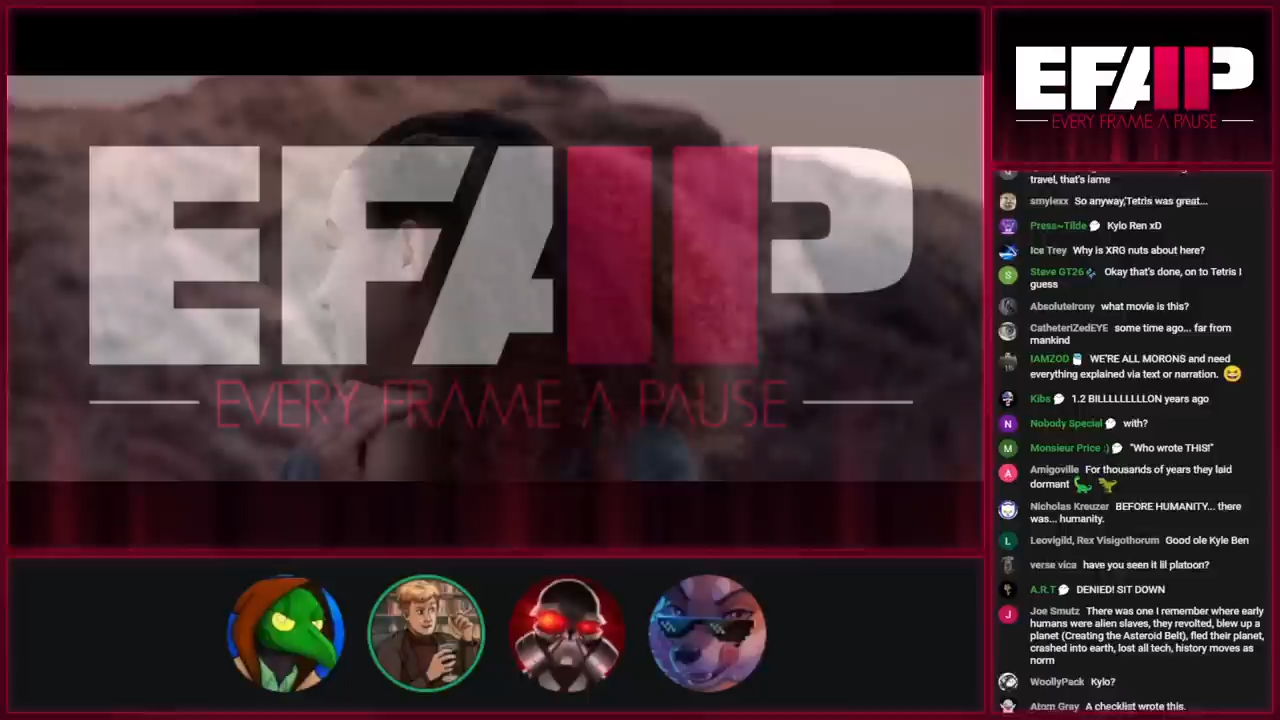 EFAP
EVERY FRAME A PAUSE
EFAP
EVERY FRAME A PAUSE
travel, that's lame
smylexx So anyway,Tetris was great...
Press~Tilde Kylo Ren xD
Ice Trey Why is XRG nuts about here?
Steve GT26 Okay that's done, on to Tetris I
guess
AbsoluteIrony what movie is this?
CatheteriZedEYE some time ago... far from
mankind
IAMZOD WE'RE ALL MORONS and need
everything explained via text or narration. 😆
Kibs 1.2 BILLLLLLLLLON years ago
N Nobody Special with?
M Monsieur Price :) "Who wrote THIS!"
A Amigoville For thousands of years they laid
dormant 🦕 🦖
Nicholas Kreuzer BEFORE HUMANITY... there
was... humanity.
L Leovigild, Rex Visigothorum Good ole Kyle Ben
verse vica have you seen it lil platoon?
A.R.T DENIED! SIT DOWN
J Joe Smutz There was one I remember where early
humans were alien slaves, they revolted, blew up a
planet (Creating the Asteroid Belt), fled their planet,
crashed into earth, lost all tech, history moves as
norm
WoollyPack Kylo?
Atom Gray A checklist wrote this.